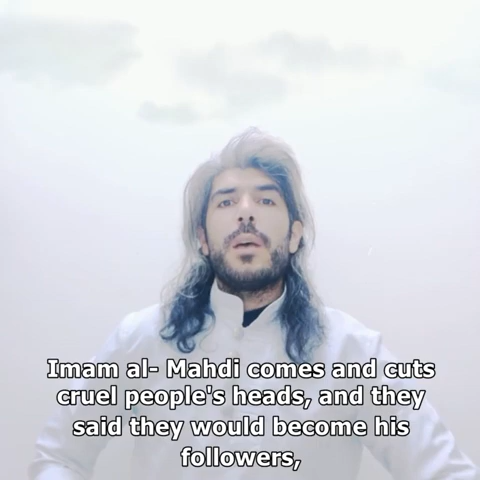 Imam al- Mahdi comes and cuts
cruel people's heads, and they
said they would become his
followers,